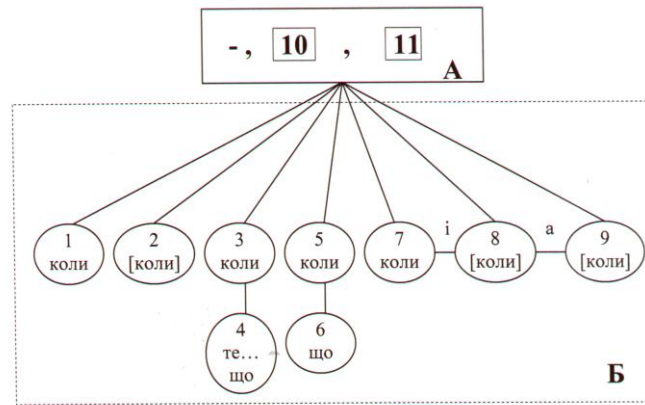 -, 10 , 11
А
і
а
1
коли
2
[коли]
3
коли
5
коли
7
коли
8
[коли]
9
[коли]
4
те…
що
6
що
Б